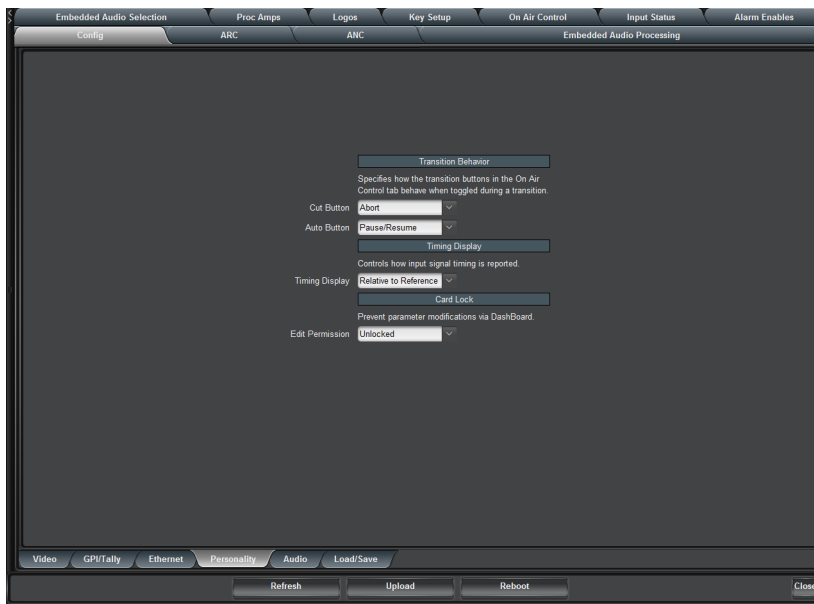 Embedded Audio Selection Proc Amps Logos Key Setup On Air Control Input Status Alarm Enables
Config ARC ANC Embedded Audio Processing
Transition Behavior
Specifies how the transition buttons in the On Air
Control tab behave when toggled during a transition.
Cut Button Abort
Auto Button Pause/Resume
Timing Display
Controls how input signal timing is reported.
Timing Display Relative to Reference
Card Lock
Prevent parameter modifications via DashBoard.
Edit Permission Unlocked
Video GPI/Tally Ethernet Personality Audio Load/Save
Refresh Upload Reboot Close